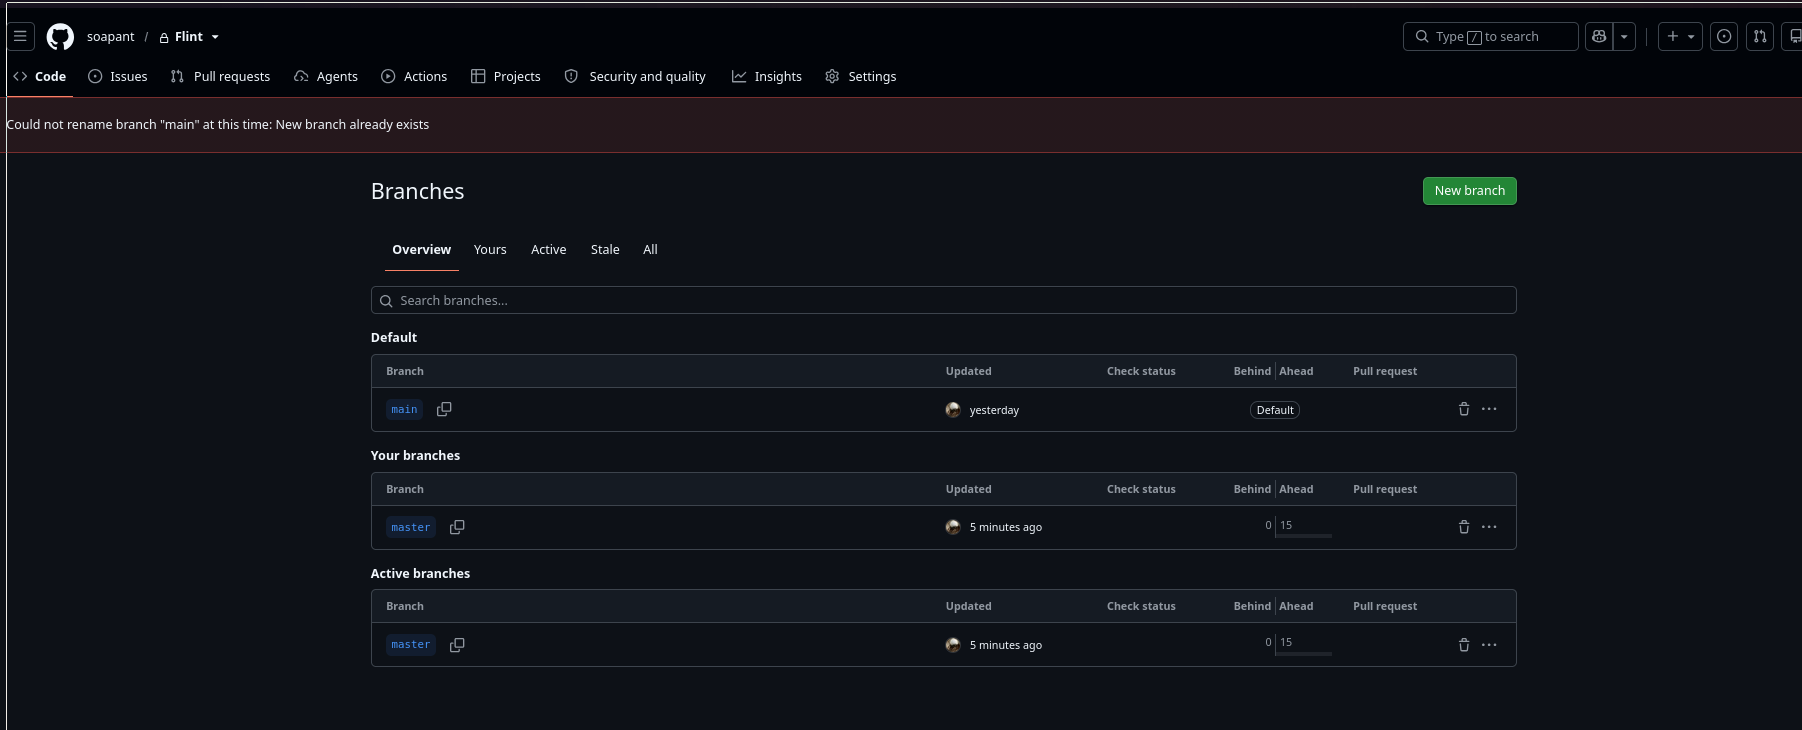 soapant / Flint
Type / to search
Code Issues Pull requests Agents Actions Projects Security and quality Insights Settings
Could not rename branch "main" at this time: New branch already exists
Branches
New branch
Overview Yours Active Stale All
Search branches...
Default
Branch Updated Check status Behind Ahead Pull request
main yesterday Default
Your branches
Branch Updated Check status Behind Ahead Pull request
master 5 minutes ago 0 15
Active branches
Branch Updated Check status Behind Ahead Pull request
master 5 minutes ago 0 15